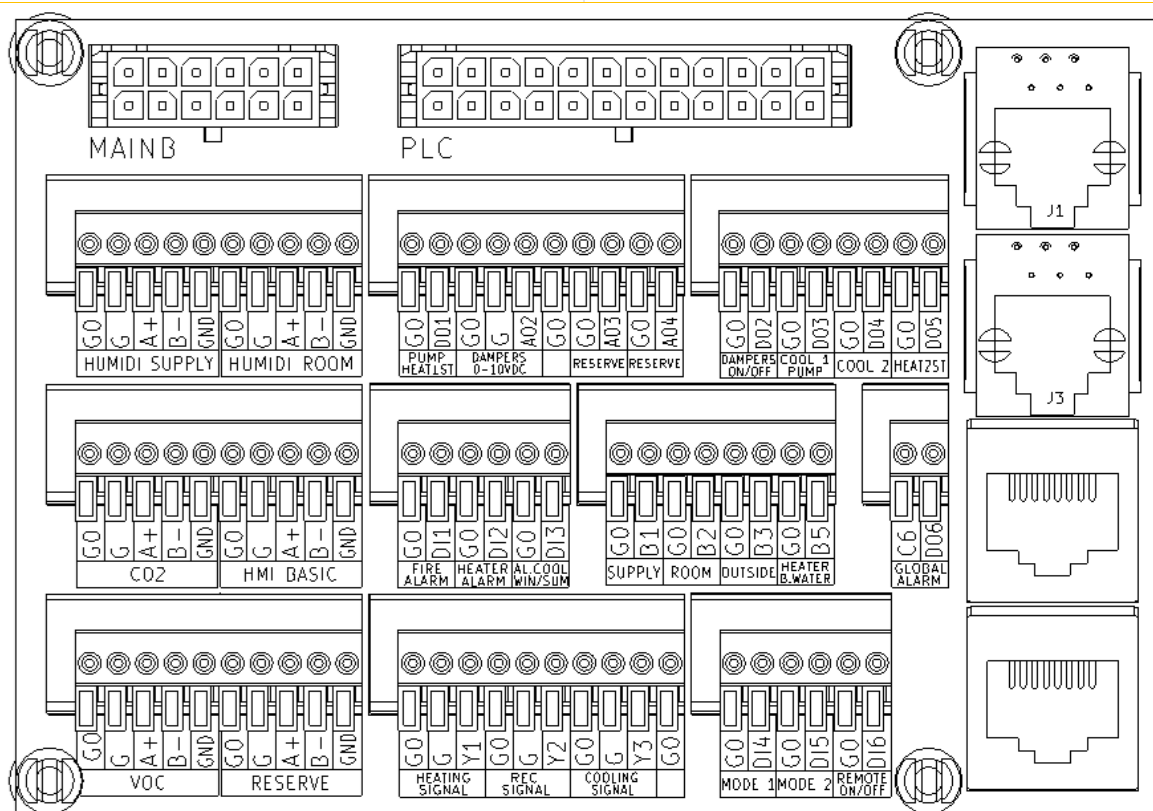 MAINB PLC
J1
G0 G A+ B- GND G0 G A+ B- GND G0 DO1 G0 G AO2 G0 G0 AO3 G0 AO4 G0 DO2 G0 DO3 G0 DO4 G0 DO5
HUMIDI SUPPLY HUMIDI ROOM
PUMP
HEAT1ST
DAMPERS
0-10VDC
RESERVE RESERVE
DAMPERS
ON/OFF
COOL 1
PUMP
COOL 2 HEAT2ST
J3
G0 G A+ B- GND G0 G A+ B- GND G0 DI1 G0 DI2 G0 DI3 G0 B1 G0 B2 G0 B3 G0 B5 C6 DO6
CO2 HMI BASIC
FIRE
ALARM
HEATER
ALARM
AL.COOL
WIN/SUM
SUPPLY ROOM OUTSIDE
HEATER
B.WATER
GLOBAL
ALARM
G0 G A+ B- GND G0 G A+ B- GND G0 G Y1 G0 G Y2 G0 G Y3 G0 G0 DI4 G0 DI5 G0 DI6
VOC RESERVE
HEATING
SIGNAL
REC
SIGNAL
COOLING
SIGNAL
MODE 1 MODE 2
REMOTE
ON/OFF